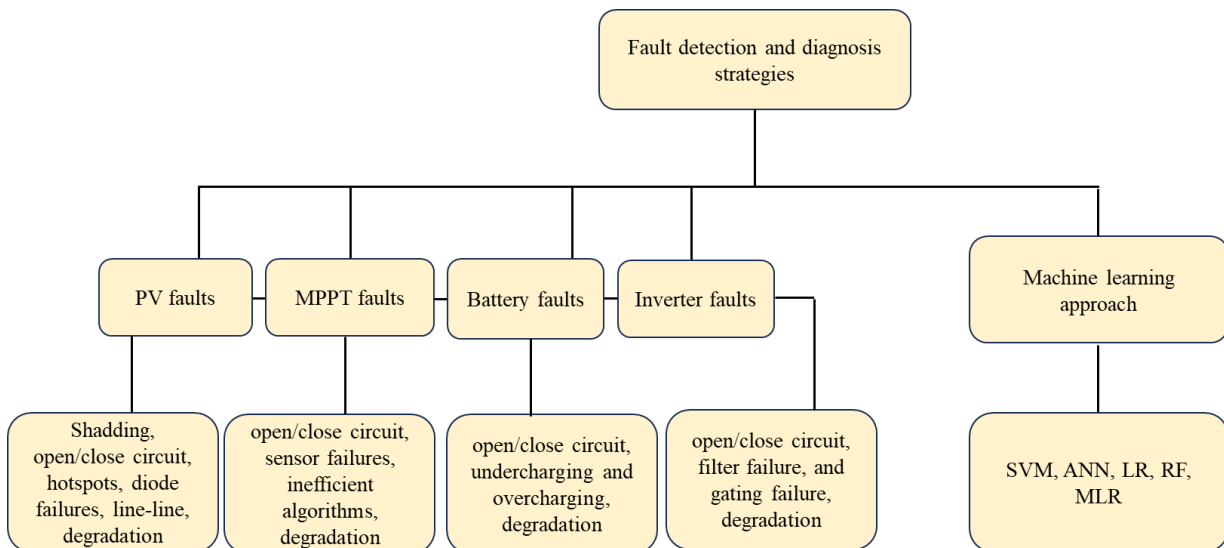 Fault detection and diagnosis
strategies
PV faults
MPPT faults
Battery faults
Inverter faults
Machine learning
approach
Shadding,
open/close circuit,
hotspots, diode
failures, line-line,
degradation
open/close circuit,
sensor failures,
inefficient
algorithms,
degradation
open/close circuit,
undercharging and
overcharging,
degradation
open/close circuit,
filter failure, and
gating failure,
degradation
SVM, ANN, LR, RF,
MLR